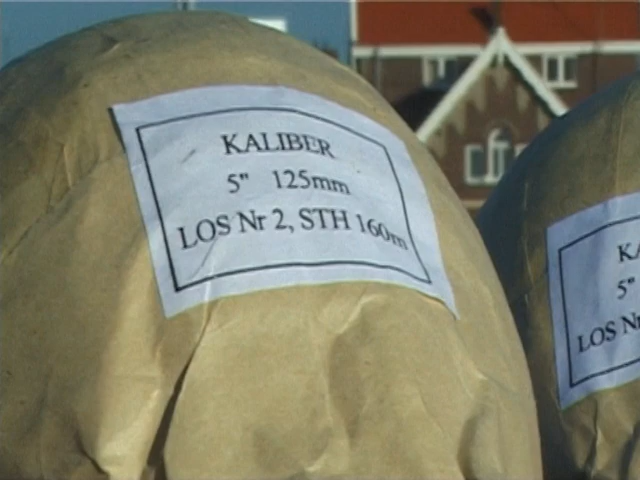 KALIBER
5" 125mm
LOS Nr 2, STH 160m
KA
5"
LOS Nr